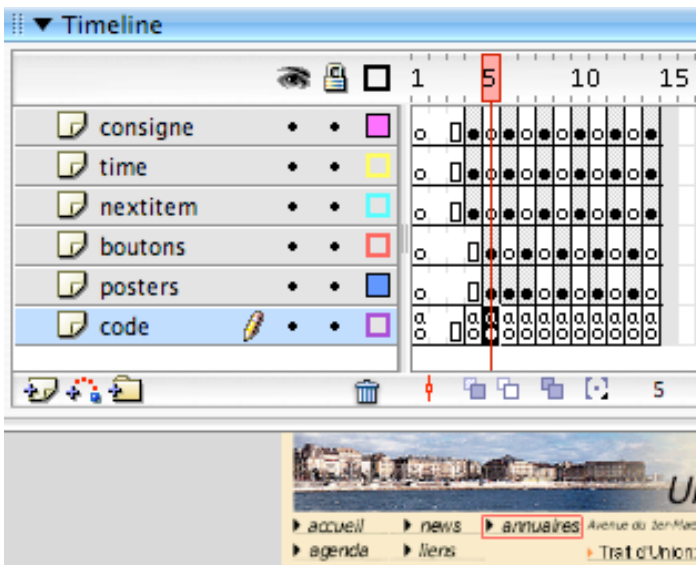 Timeline
1 5 10 15
consigne
time
nextitem
boutons
posters
code
5
accueil news annuaires Avenue du 1er-Mar
agenda liens Trait d'Union: